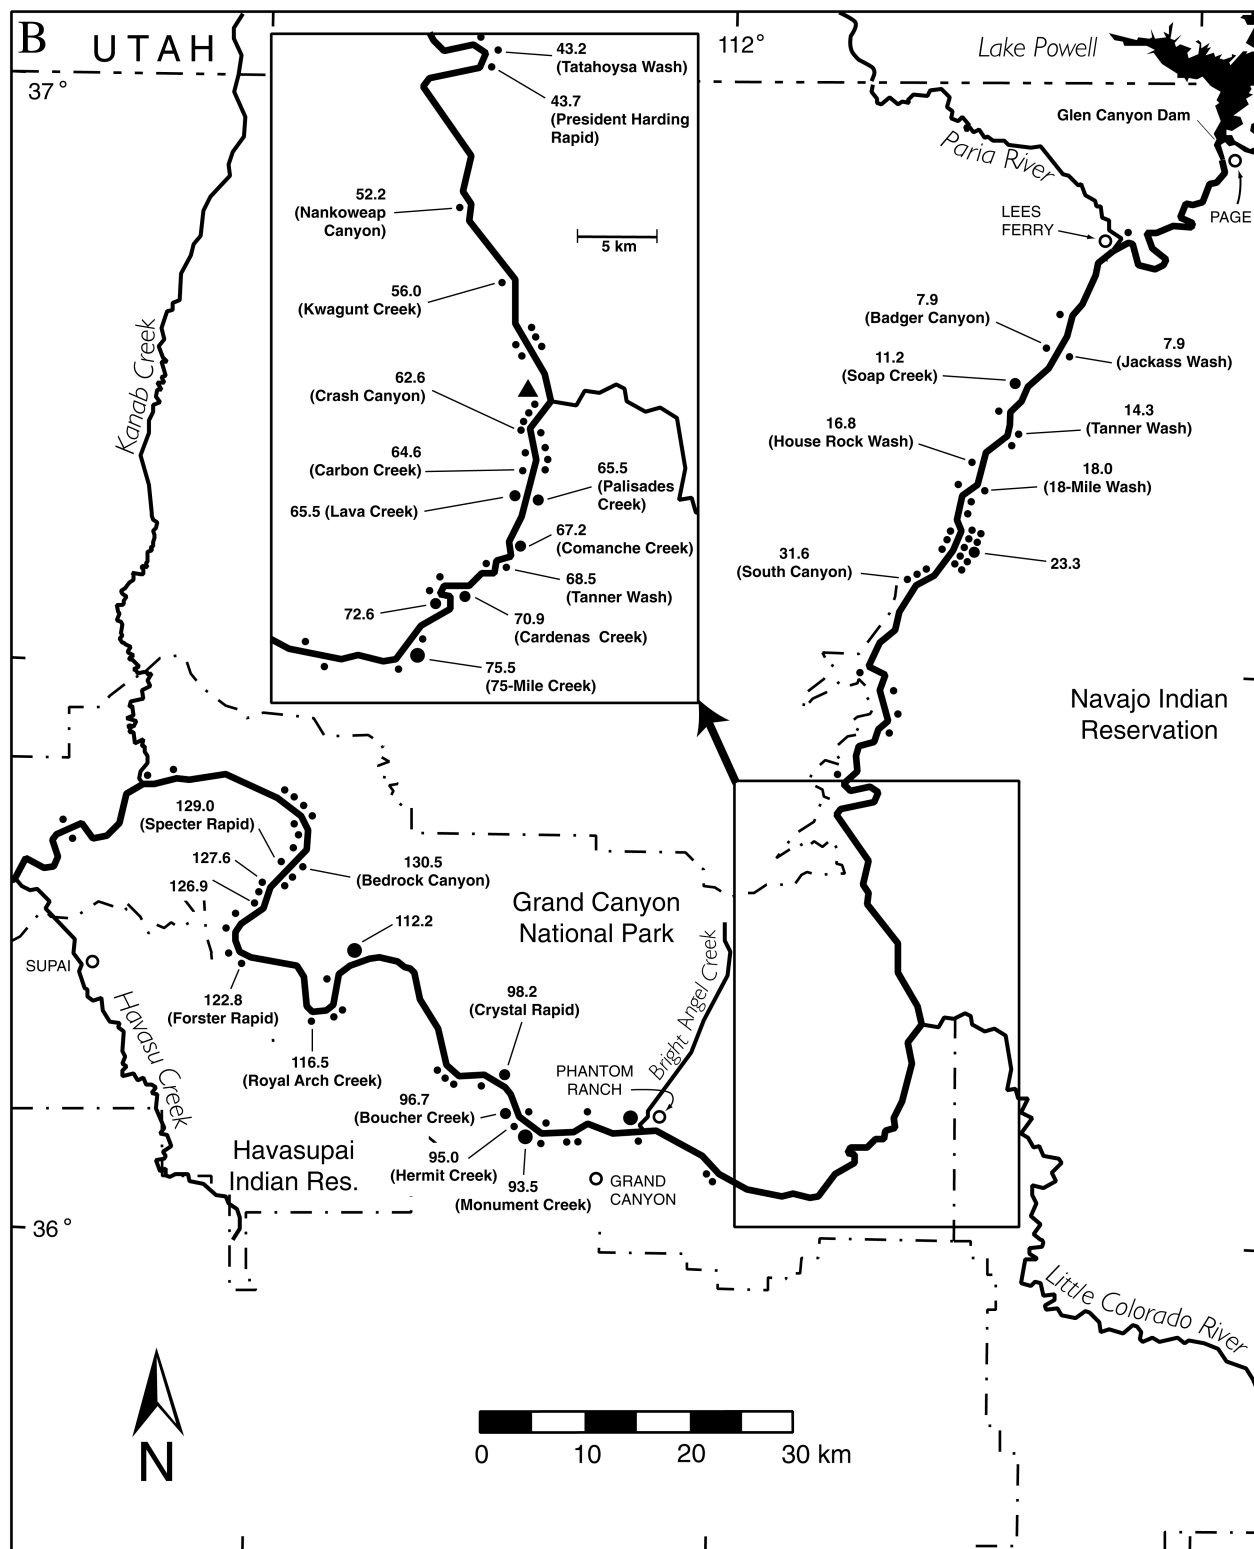 B
UTAH
37°
112°
Lake Powell
Glen Canyon Dam
Paria River
PAGE
LEES
FERRY
43.2
(Tatahoysa Wash)
43.7
(President Harding
Rapid)
52.2
(Nankoweap
Canyon)
5 km
56.0
(Kwagunt Creek)
62.6
(Crash Canyon)
64.6
(Carbon Creek)
65.5
(Palisades
Creek)
65.5 (Lava Creek)
67.2
(Comanche Creek)
68.5
(Tanner Wash)
72.6
70.9
(Cardenas Creek)
75.5
(75-Mile Creek)
7.9
(Badger Canyon)
7.9
(Jackass Wash)
11.2
(Soap Creek)
14.3
(Tanner Wash)
16.8
(House Rock Wash)
18.0
(18-Mile Wash)
31.6
(South Canyon)
23.3
Kanab Creek
Navajo Indian
Reservation
129.0
(Specter Rapid)
127.6
126.9
130.5
(Bedrock Canyon)
Grand Canyon
National Park
112.2
SUPAI
Havasu Creek
122.8
(Forster Rapid)
116.5
(Royal Arch Creek)
98.2
(Crystal Rapid)
Bright Angel Creek
PHANTOM
RANCH
96.7
(Boucher Creek)
95.0
(Hermit Creek)
93.5
(Monument Creek)
GRAND
CANYON
Havasupai
Indian Res.
36°
Little Colorado River
N
0 10 20 30 km